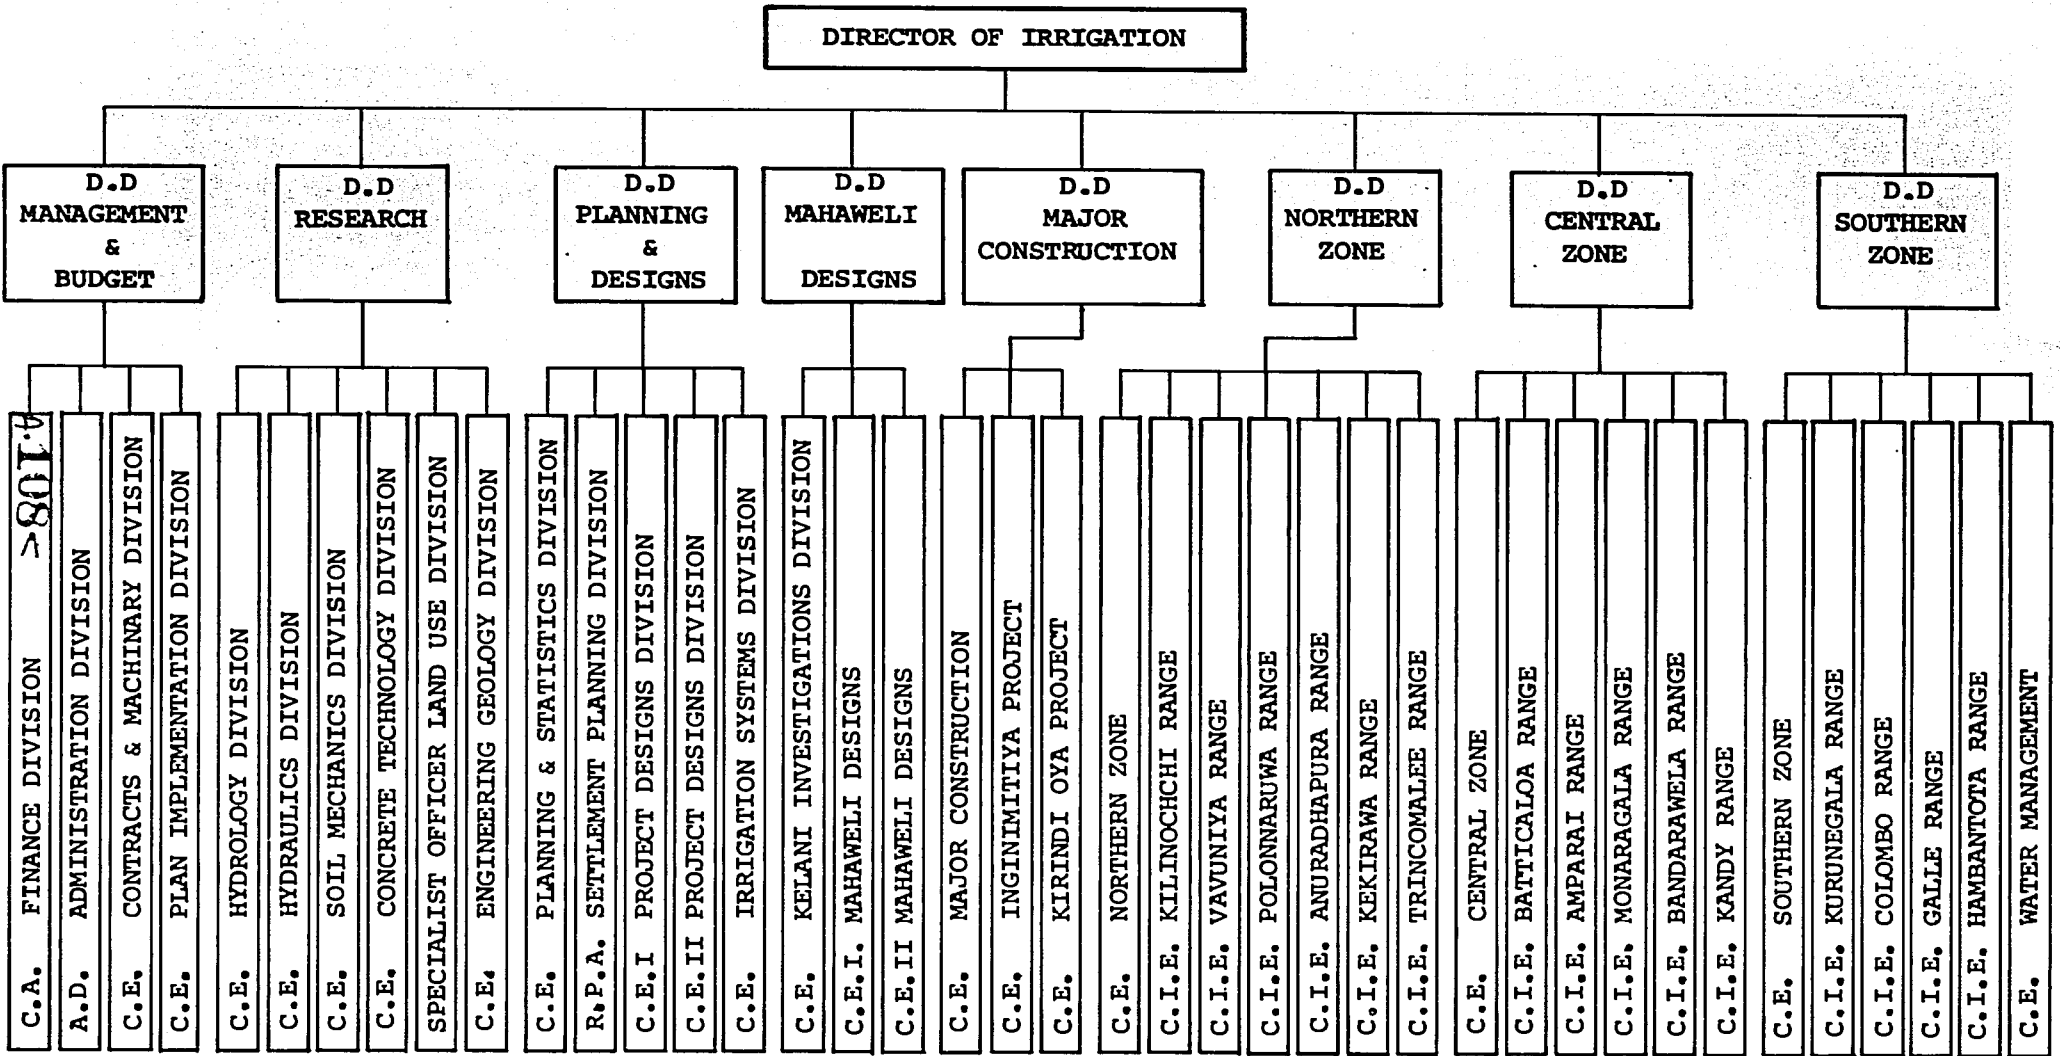 DIRECTOR OF IRRIGATION
D.D
MANAGEMENT
&
BUDGET
D.D
RESEARCH
D.D
PLANNING
&
DESIGNS
D.D
MAHAWELI
DESIGNS
D.D
MAJOR
CONSTRUCTION
D.D
NORTHERN
ZONE
D.D
CENTRAL
ZONE
D.D
SOUTHERN
ZONE
C.A. FINANCE DIVISION
A.D. ADMINISTRATION DIVISION
C.E. CONTRACTS & MACHINARY DIVISION
C.E. PLAN IMPLEMENTATION DIVISION
C.E. HYDROLOGY DIVISION
C.E. HYDRAULICS DIVISION
C.E. SOIL MECHANICS DIVISION
C.E. CONCRETE TECHNOLOGY DIVISION
SPECIALIST OFFICER LAND USE DIVISION
C.E. ENGINEERING GEOLOGY DIVISION
C.E. PLANNING & STATISTICS DIVISION
R.P.A. SETTLEMENT PLANNING DIVISION
C.E.I PROJECT DESIGNS DIVISION
C.E.II PROJECT DESIGNS DIVISION
C.E. IRRIGATION SYSTEMS DIVISION
C.E. KELANI INVESTIGATIONS DIVISION
C.E.I. MAHAWELI DESIGNS
C.E.II MAHAWELI DESIGNS
C.E. MAJOR CONSTRUCTION
C.E. INGINIMITIYA PROJECT
C.E. KIRINDI OYA PROJECT
C.E. NORTHERN ZONE
C.I.E. KILINOCHCHI RANGE
C.I.E. VAVUNIYA RANGE
C.I.E. POLONNARUWA RANGE
C.I.E. ANURADHAPURA RANGE
C.I.E. KEKIRAWA RANGE
C.I.E. TRINCOMALEE RANGE
C.E. CENTRAL ZONE
C.I.E. BATTICALOA RANGE
C.I.E. AMPARAI RANGE
C.I.E. MONARAGALA RANGE
C.I.E. BANDARAWELA RANGE
C.I.E. KANDY RANGE
C.E. SOUTHERN ZONE
C.I.E. KURUNEGALA RANGE
C.I.E. COLOMBO RANGE
C.I.E. GALLE RANGE
C.I.E. HAMBANTOTA RANGE
C.E. WATER MANAGEMENT